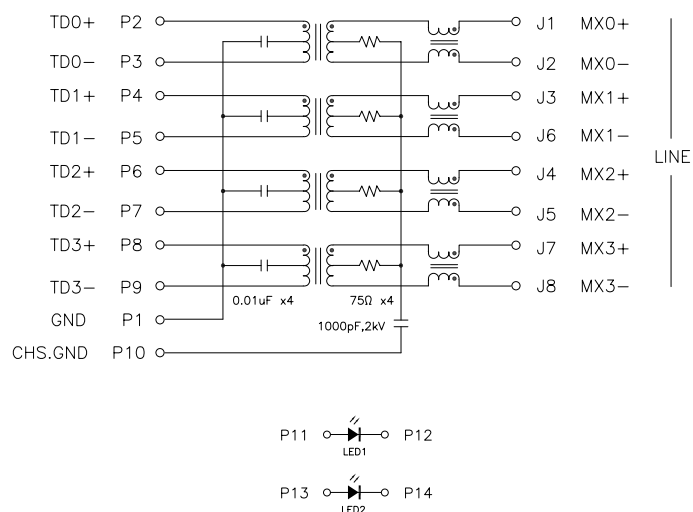 TD0+ P2 J1 MX0+
TD0- P3 J2 MX0-
TD1+ P4 J3 MX1+
TD1- P5 J6 MX1-
LINE
TD2+ P6 J4 MX2+
TD2- P7 J5 MX2-
TD3+ P8 J7 MX3+
TD3- P9 J8 MX3-
0.01uF x4 75Ω x4
GND P1
1000pF,2kV
CHS.GND P10
P11 P12
LED1
P13 P14
LED2